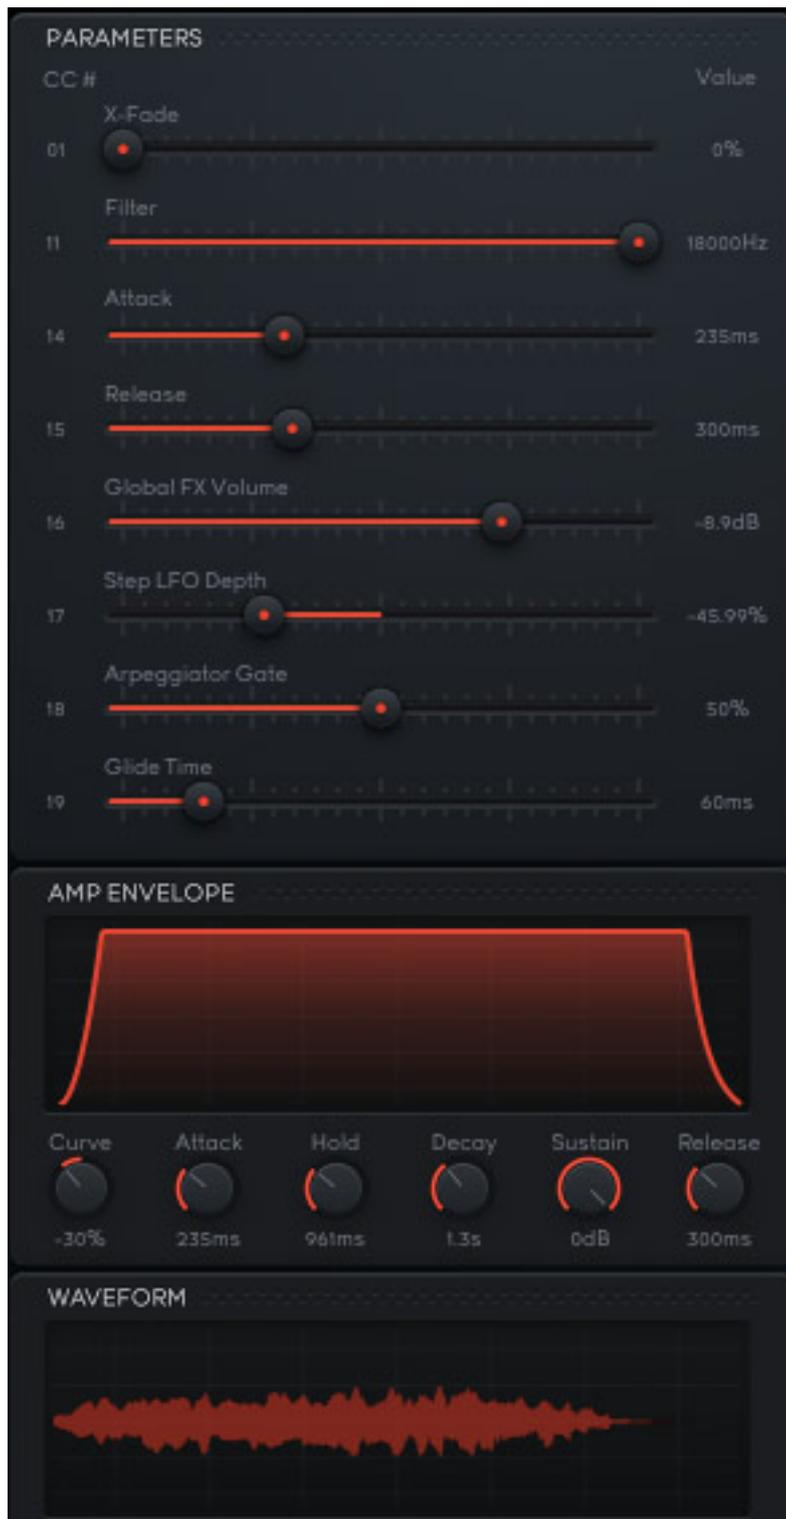 PARAMETERS
CC # Value
X-Fade
01 0%
Filter
11 18000Hz
Attack
14 235ms
Release
15 300ms
Global FX Volume
16 -8.9dB
Step LFO Depth
17 -45.99%
Arpeggiator Gate
18 50%
Glide Time
19 60ms
AMP ENVELOPE
Curve Attack Hold Decay Sustain Release
-30% 235ms 961ms 1.3s 0dB 300ms
WAVEFORM